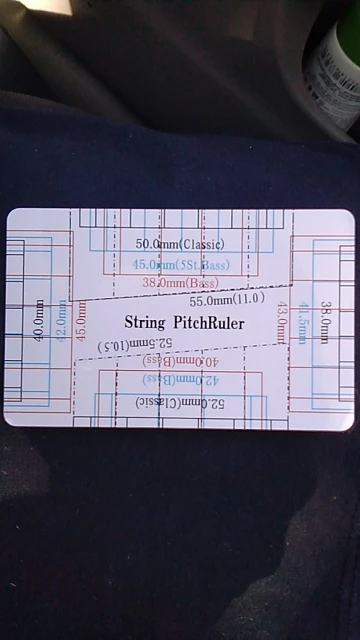 50.0mm(Classic)
45.0mm(5St.Bass)
38.0mm(Bass)
55.0mm(11.0)
String PitchRuler
52.5mm(10.5)
40.0mm(Bass)
42.0mm(Bass)
52.0mm(Classic)
40.0mm
42.0mm
45.0mm
43.0mm
41.5mm
38.0mm